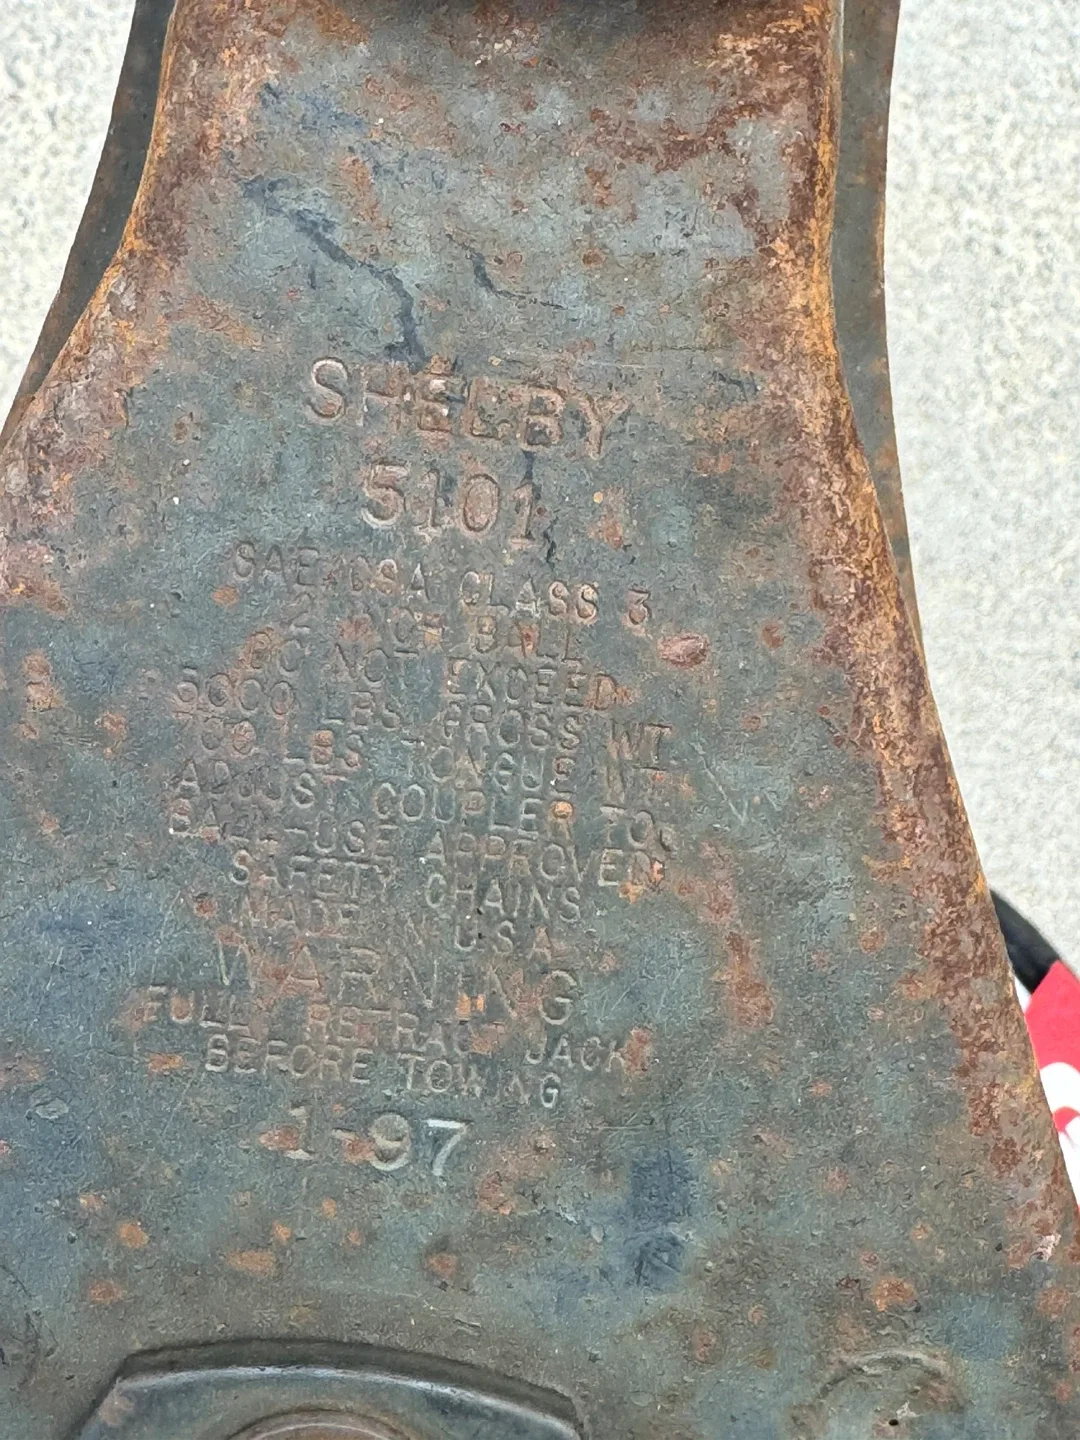 SHELBY
5101
SAE/CSA CLASS 3
2 INCH BALL
DO NOT EXCEED
5000 LBS GROSS WT.
LBS TONGUE WT.
ADJUST COUPLER TO
BALL-USE APPROVED
SAFETY CHAINS
MADE IN USA
WARNING
FULLY RETRACT JACK
BEFORE TOWING
1-97